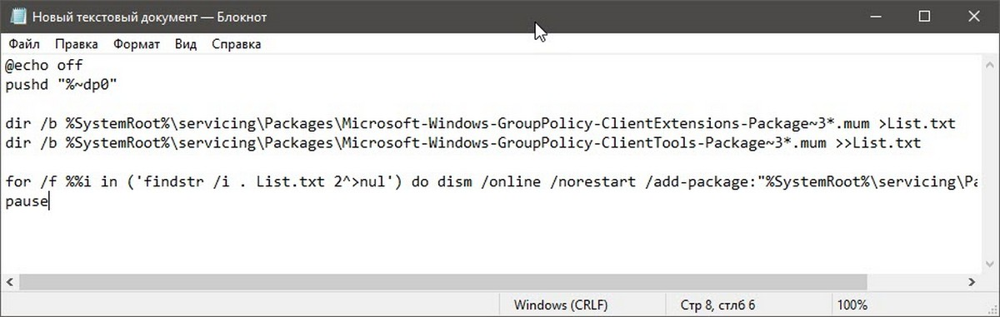 Новый текстовый документ — Блокнот
Файл Правка Формат Вид Справка
@echo off
pushd "%~dp0"
dir /b %SystemRoot%\servicing\Packages\Microsoft-Windows-GroupPolicy-ClientExtensions-Package~3*.mum >List.txt
dir /b %SystemRoot%\servicing\Packages\Microsoft-Windows-GroupPolicy-ClientTools-Package~3*.mum >>List.txt
for /f %%i in ('findstr /i . List.txt 2^>nul') do dism /online /norestart /add-package:"%SystemRoot%\servicing\Pa
pause
Windows (CRLF) Стр 8, стлб 6 100%